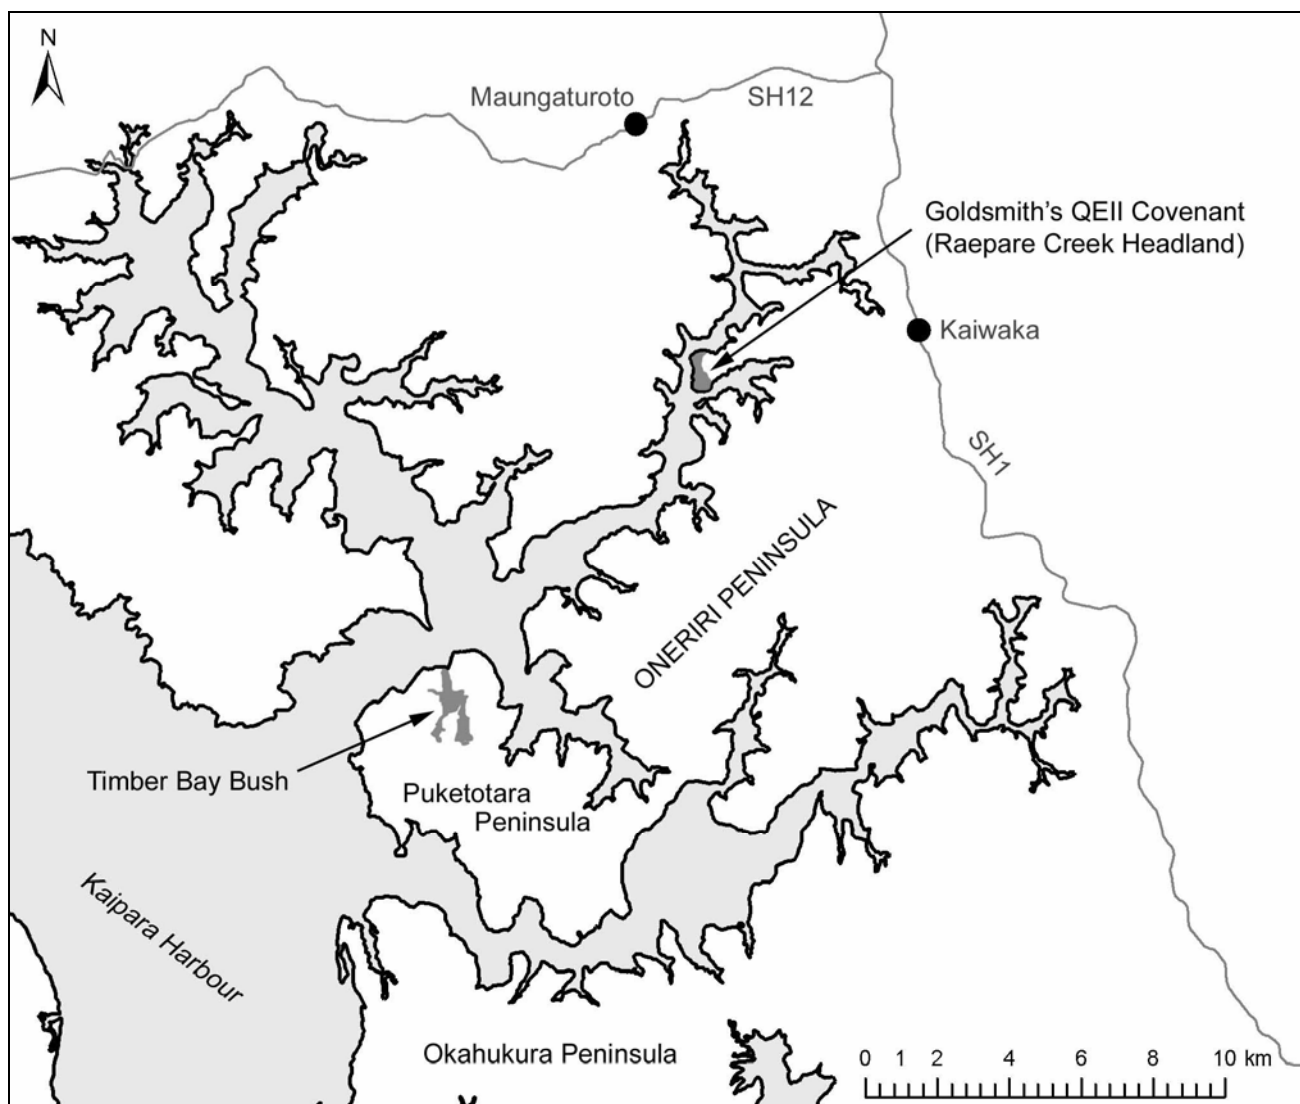 N
Maungaturoto
SH12
Goldsmith's QEII Covenant
(Raepare Creek Headland)
Kaiwaka
SH1
ONERIRI PENINSULA
Timber Bay Bush
Puketotara
Peninsula
Kaipara Harbour
Okahukura Peninsula
0 1 2 4 6 8 10 km